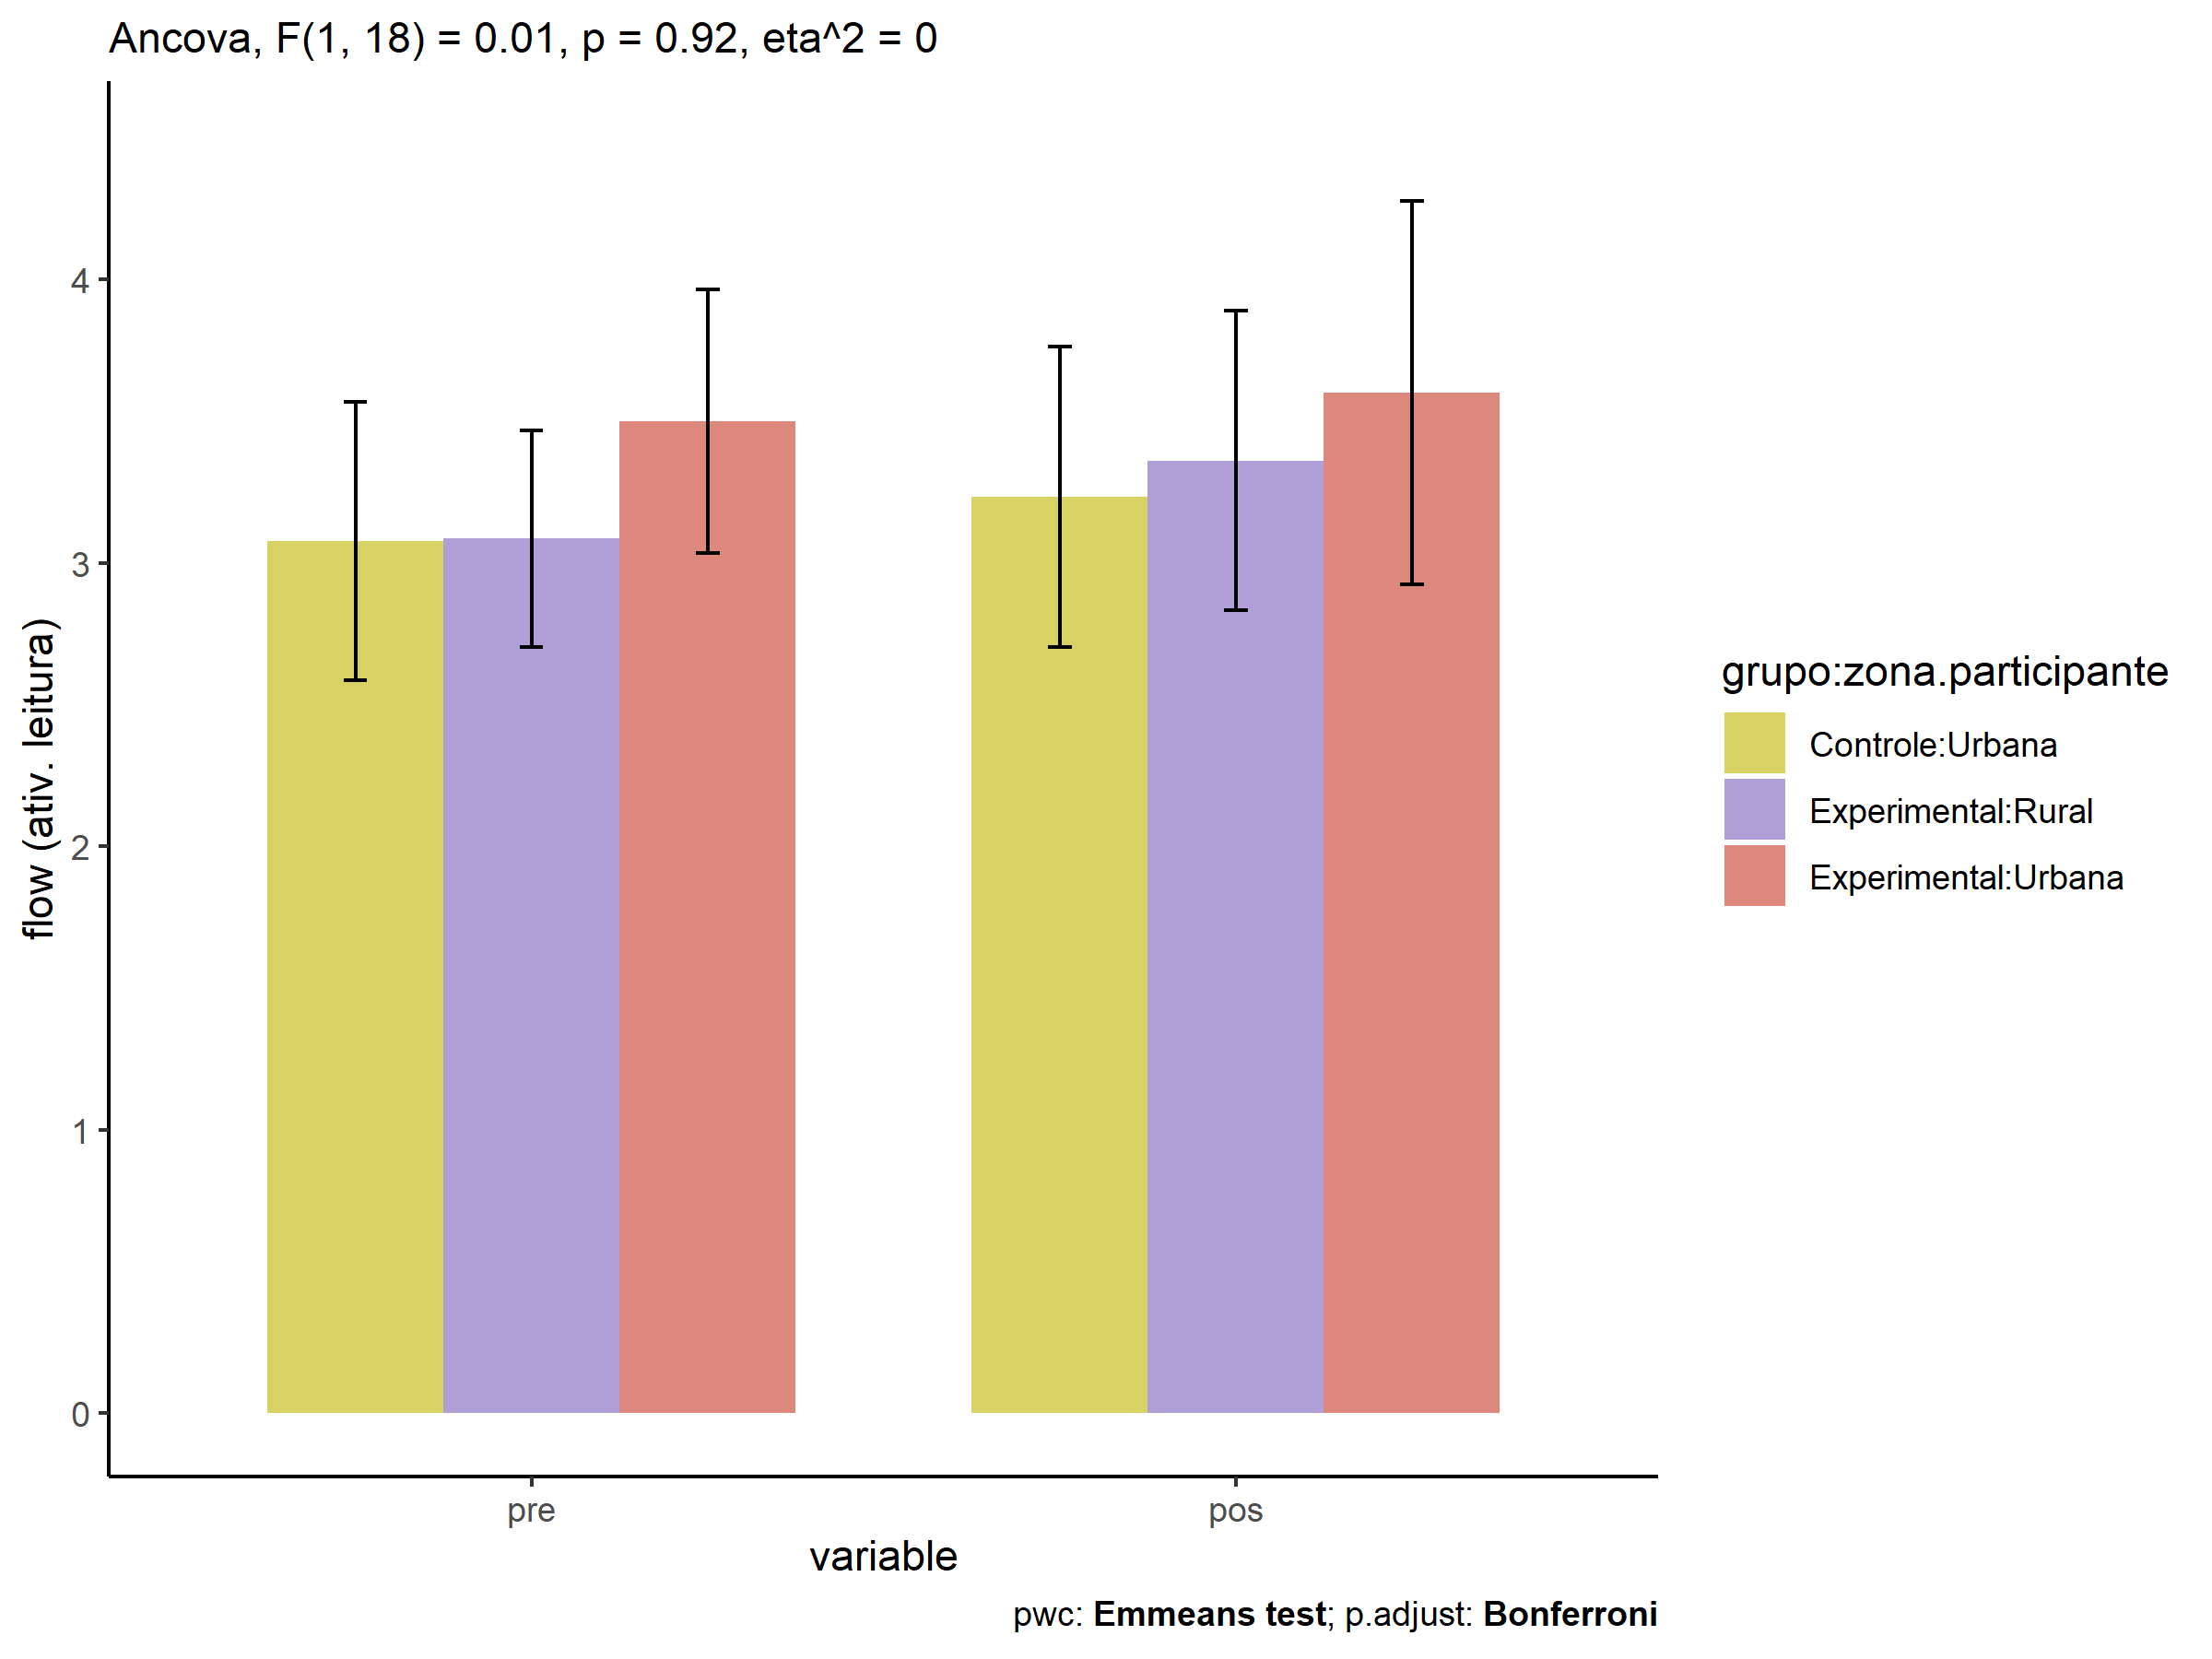 Ancova, F(1, 18) = 0.01, p = 0.92, eta^2 = 0
flow (ativ. leitura)
4
3
2
1
0
pre
pos
variable
grupo:zona.participante
Controle:Urbana
Experimental:Rural
Experimental:Urbana
pwc: Emmeans test; p.adjust: Bonferroni